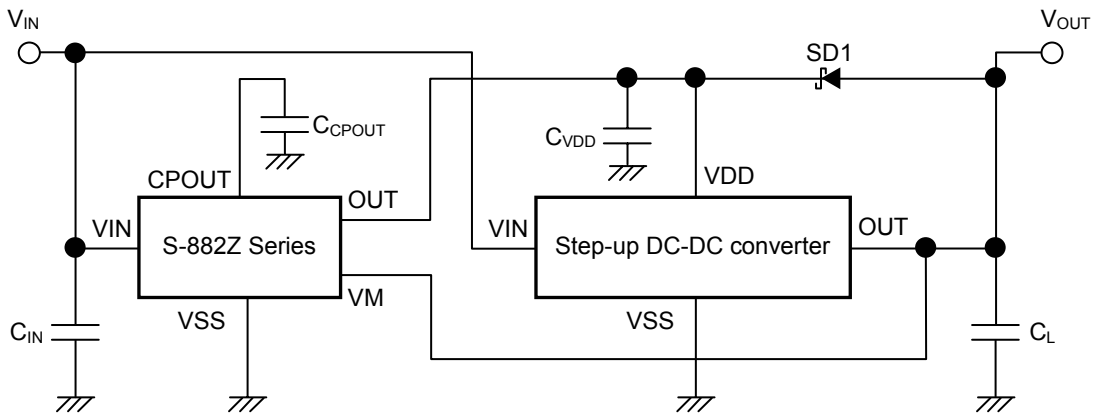 VIN
VOUT
SD1
CCPOUT
CVDD
CPOUT
VDD
OUT
VIN
S-882Z Series
VIN
Step-up DC-DC converter
OUT
VM
VSS
VSS
CIN
CL